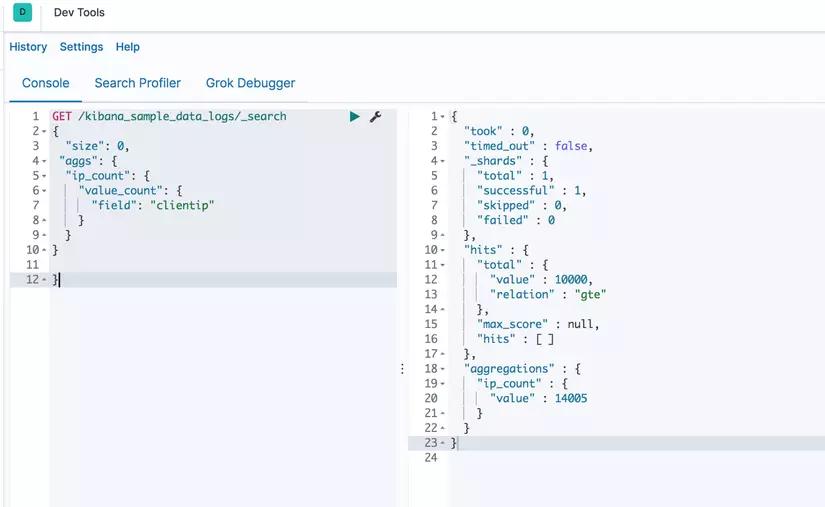 D Dev Tools
History Settings Help
Console Search Profiler Grok Debugger
1 GET /kibana_sample_data_logs/_search
2 {
3 "size": 0,
4 "aggs": {
5 "ip_count": {
6 "value_count": {
7 "field": "clientip"
8 }
9 }
10 }
11
12 }
1 {
2 "took" : 0,
3 "timed_out" : false,
4 "_shards" : {
5 "total" : 1,
6 "successful" : 1,
7 "skipped" : 0,
8 "failed" : 0
9 },
10 "hits" : {
11 "total" : {
12 "value" : 10000,
13 "relation" : "gte"
14 },
15 "max_score" : null,
16 "hits" : [ ]
17 },
18 "aggregations" : {
19 "ip_count" : {
20 "value" : 14005
21 }
22 }
23 }
24